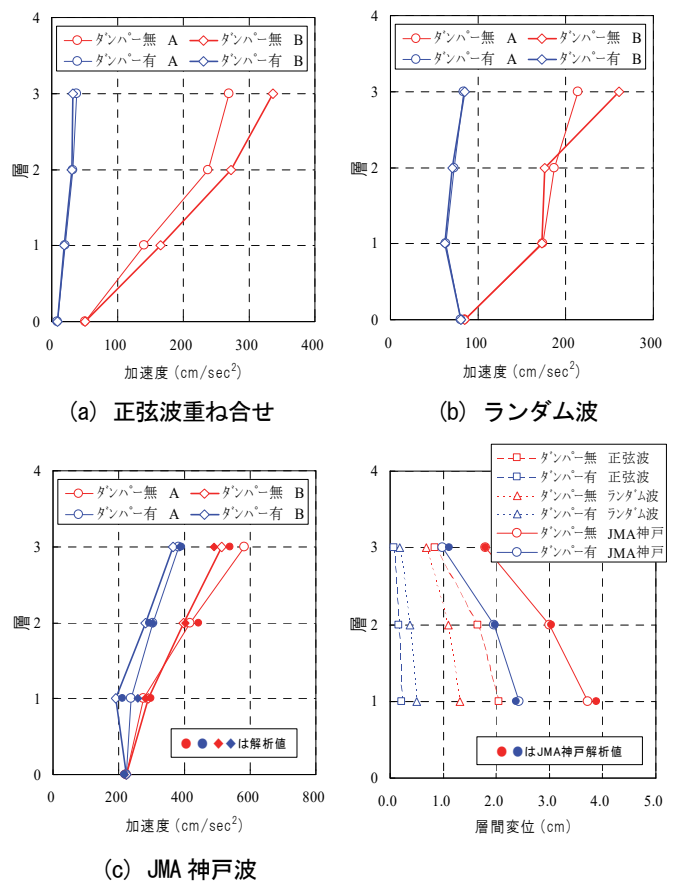 4
3
2
1
0
層
ﾀﾞﾝﾊﾟｰ無 A ﾀﾞﾝﾊﾟｰ無 B
ﾀﾞﾝﾊﾟｰ有 A ﾀﾞﾝﾊﾟｰ有 B
0 100 200 300 400
加速度(cm/sec²)
(a) 正弦波重ね合せ
4
3
2
1
0
層
ﾀﾞﾝﾊﾟｰ無 A ﾀﾞﾝﾊﾟｰ無 B
ﾀﾞﾝﾊﾟｰ有 A ﾀﾞﾝﾊﾟｰ有 B
0 100 200 300
加速度(cm/sec²)
(b) ランダム波
4
3
2
1
0
層
ﾀﾞﾝﾊﾟｰ無 A ﾀﾞﾝﾊﾟｰ無 B
ﾀﾞﾝﾊﾟｰ有 A ﾀﾞﾝﾊﾟｰ有 B
は解析値
0 200 400 600 800
加速度(cm/sec²)
(c) JMA 神戸波
4
3
2
1
0
層
ﾀﾞﾝﾊﾟｰ無 正弦波
ﾀﾞﾝﾊﾟｰ有 正弦波
ﾀﾞﾝﾊﾟｰ無 ランダム波
ﾀﾞﾝﾊﾟｰ有 ランダム波
ﾀﾞﾝﾊﾟｰ無 JMA神戸
ﾀﾞﾝﾊﾟｰ有 JMA神戸
はJMA神戸解析値
0.0 1.0 2.0 3.0 4.0 5.0
層間変位(cm)